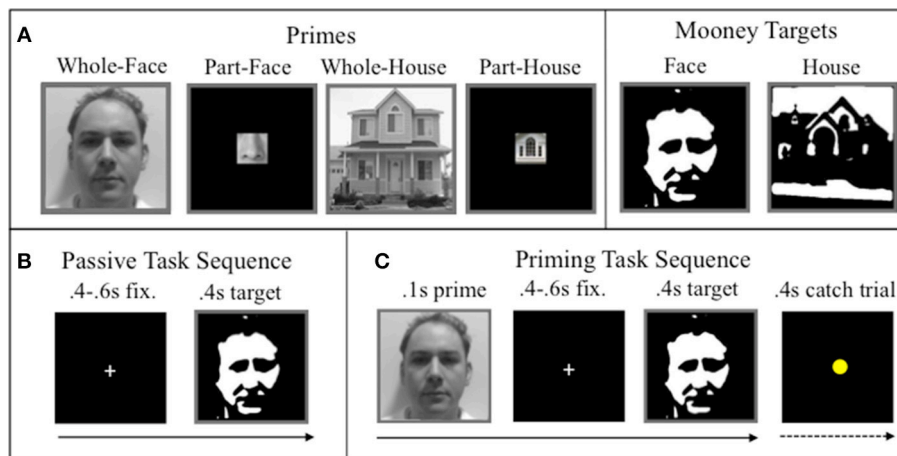 A
Primes
Mooney Targets
Whole-Face Part-Face Whole-House Part-House
Face House
B
Passive Task Sequence
.4-.6s fix. .4s target
C
Priming Task Sequence
.1s prime .4-.6s fix. .4s target .4s catch trial